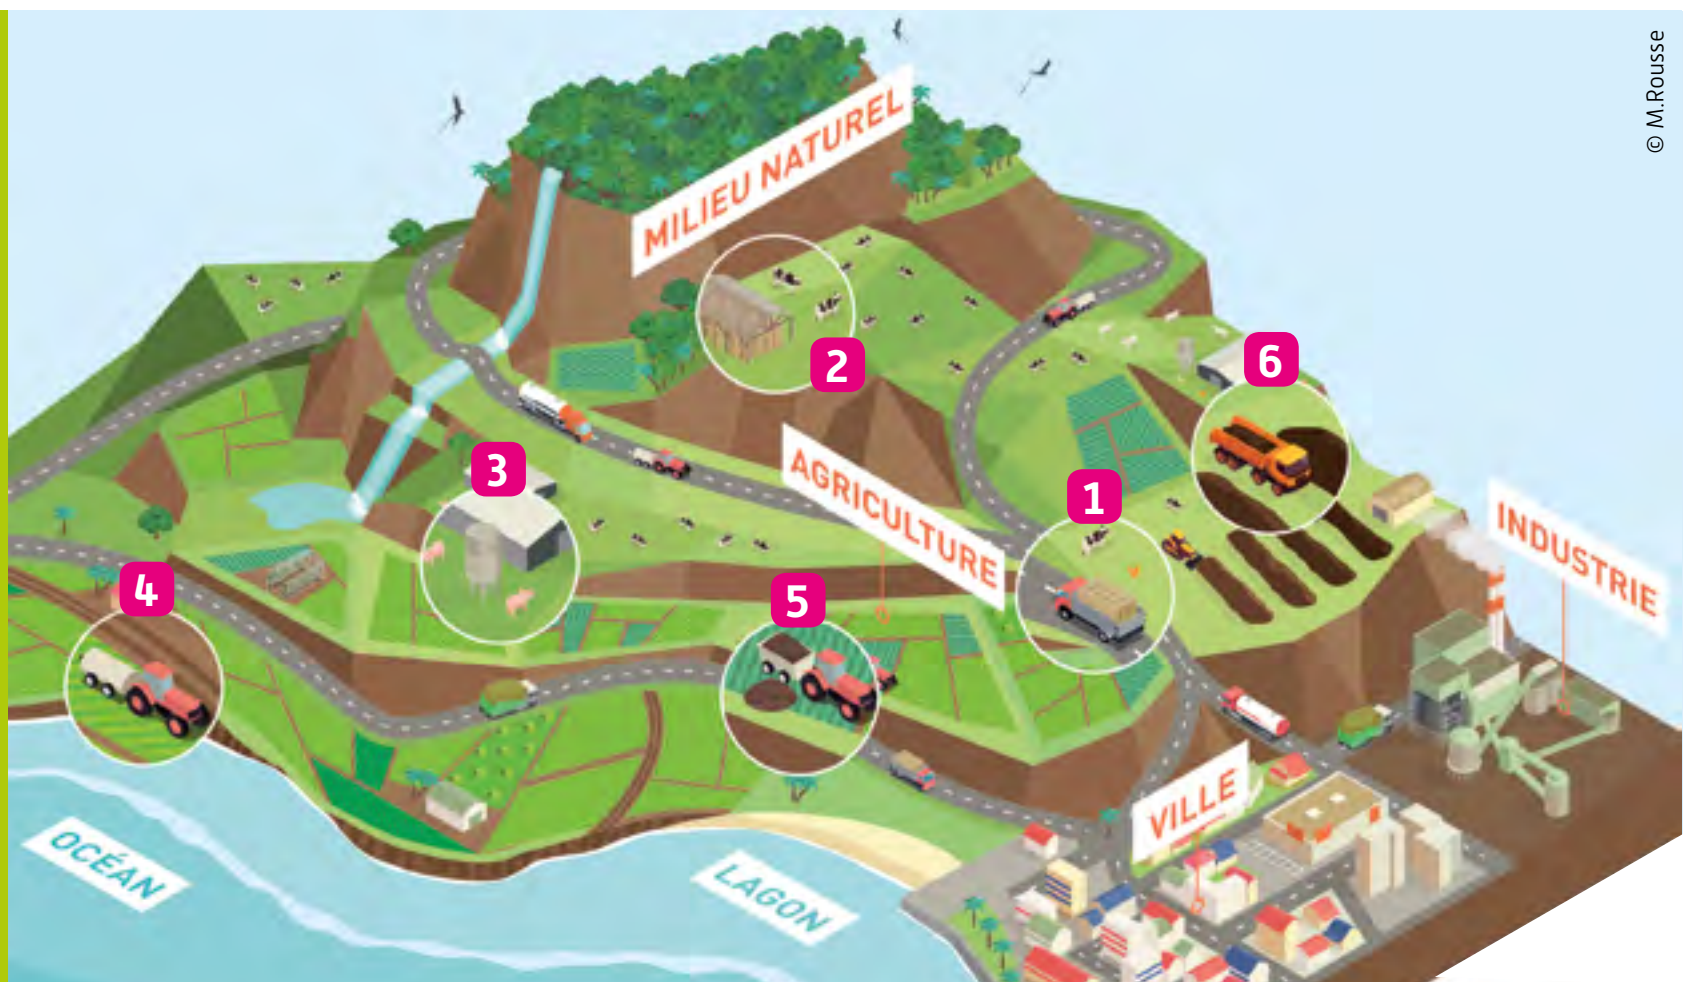 © M.Rousse
MILIEU NATUREL
2
6
3
AGRICULTURE
1
INDUSTRIE
4
5
VILLE
OCÉAN
LAGON